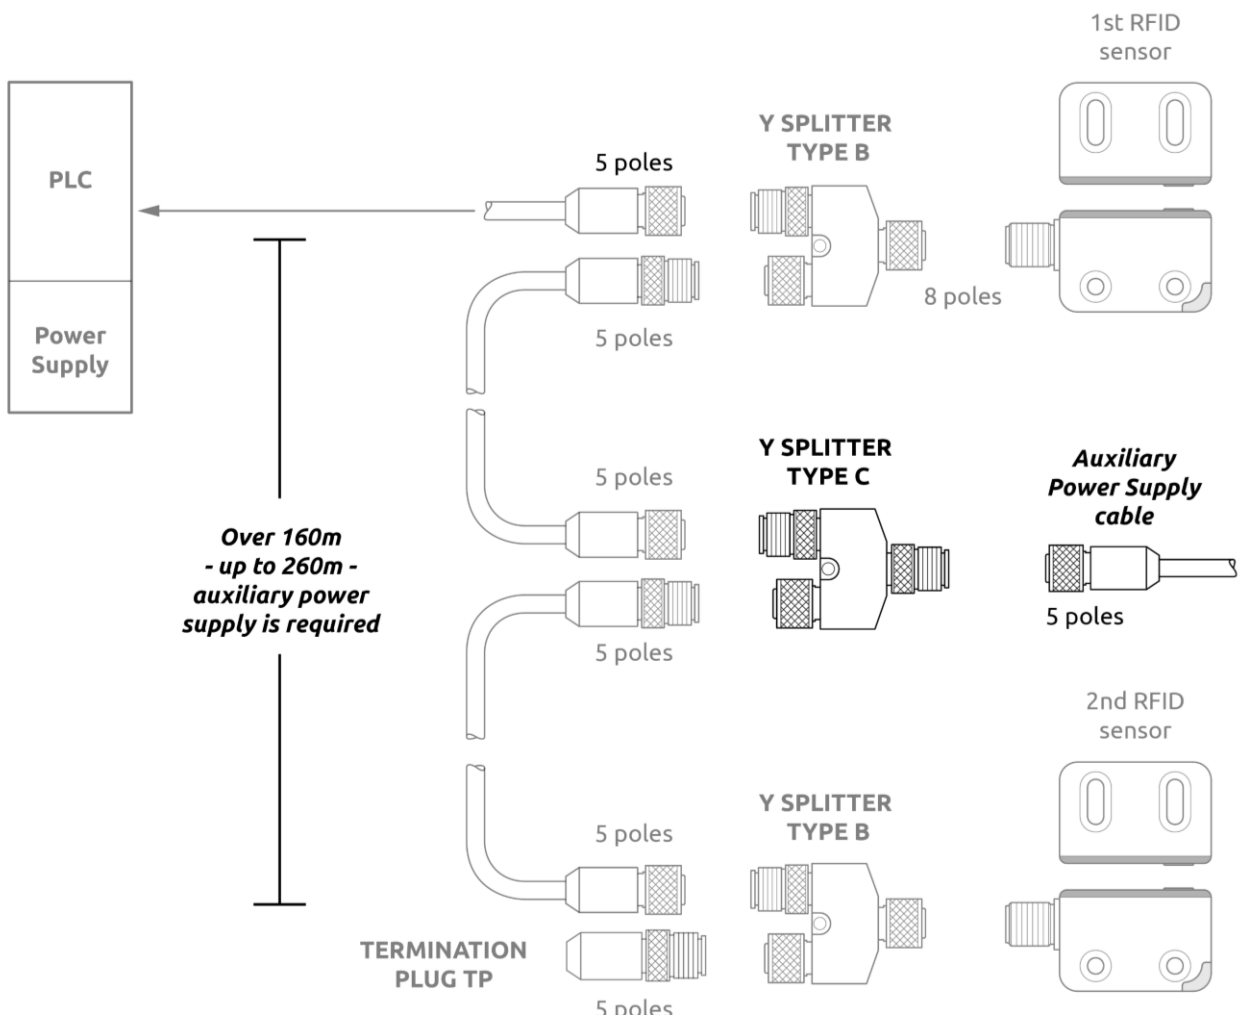 1st RFID
sensor
Y SPLITTER
TYPE B
5 poles
PLC
8 poles
5 poles
Power
Supply
Y SPLITTER
TYPE C
Auxiliary
Power Supply
cable
5 poles
Over 160m
- up to 260m -
auxiliary power
supply is required
5 poles
5 poles
2nd RFID
sensor
Y SPLITTER
TYPE B
5 poles
TERMINATION
PLUG TP
5 poles